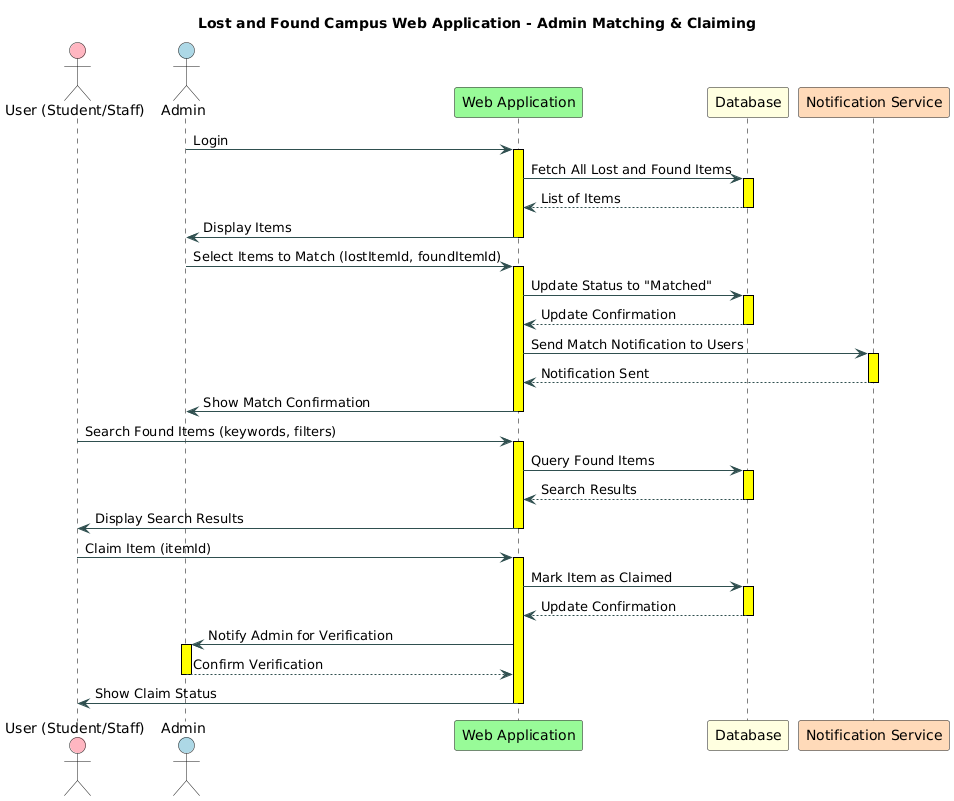 Lost and Found Campus Web Application - Admin Matching & Claiming
User (Student/Staff) Admin Web Application Database Notification Service
Login
Fetch All Lost and Found Items
List of Items
Display Items
Select Items to Match (lostItemId, foundItemId)
Update Status to "Matched"
Update Confirmation
Send Match Notification to Users
Notification Sent
Show Match Confirmation
Search Found Items (keywords, filters)
Query Found Items
Search Results
Display Search Results
Claim Item (itemId)
Mark Item as Claimed
Update Confirmation
Notify Admin for Verification
Confirm Verification
Show Claim Status
User (Student/Staff) Admin Web Application Database Notification Service